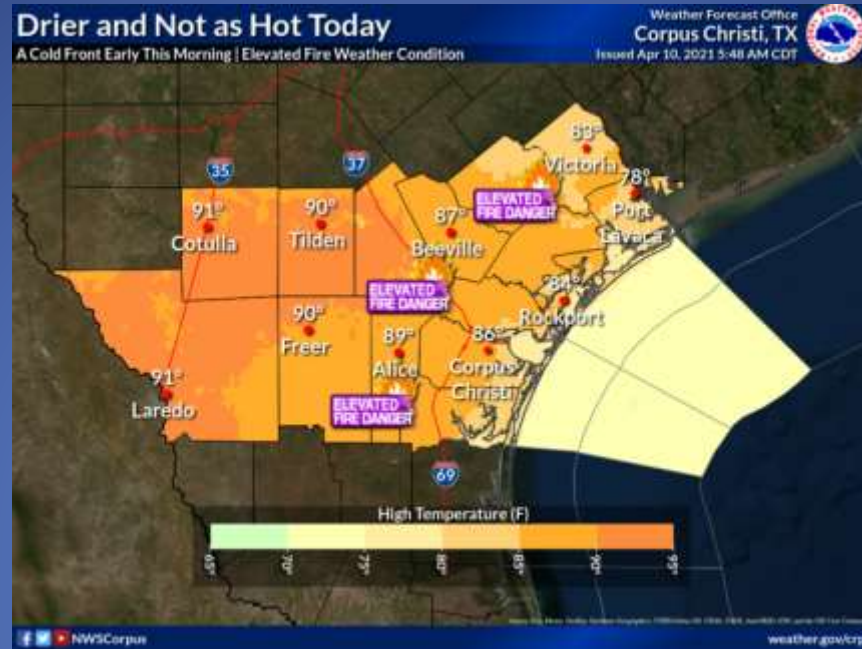 Drier and Not as Hot Today
A Cold Front Early This Morning | Elevated Fire Weather Condition
Weather Forecast Office
Corpus Christi, TX
Issued Apr 10, 2021 5:48 AM CDT
83°
Victoria
35
37
78°
Port
Lavaca
ELEVATED
FIRE DANGER
91°
Cotulla
90°
Tilden
87°
Beeville
ELEVATED
FIRE DANGER
84°
Rockport
90°
Freer
89°
Alice
86°
Corpus
Christi
91°
Laredo
ELEVATED
FIRE DANGER
69
High Temperature (F)
65° 70° 75° 80° 85° 90° 95°
NWSCorpus
weather.gov/crp